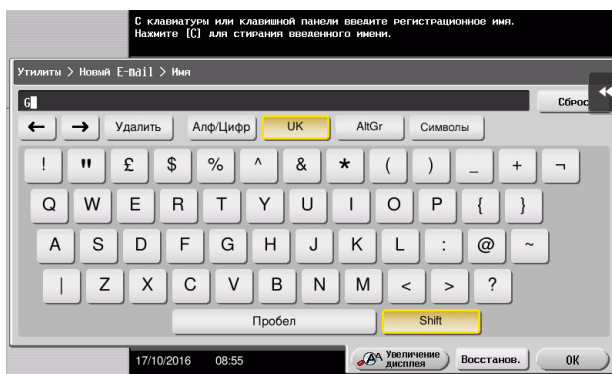 С клавиатуры или клавишной панели введите регистрационное имя.
Нажмите [C] для стирания введенного имени.
Утилиты > Новый E-mail > Имя
G
Сброс
← → Удалить Алф/Цифр UK AltGr Символы
! " £ $ % ^ & * ( ) _ + ¬
Q W E R T Y U I O P { }
A S D F G H J K L : @ ~
| Z X C V B N M < > ?
Пробел Shift
17/10/2016 08:55 Увеличение дисплея Восстанов. OK